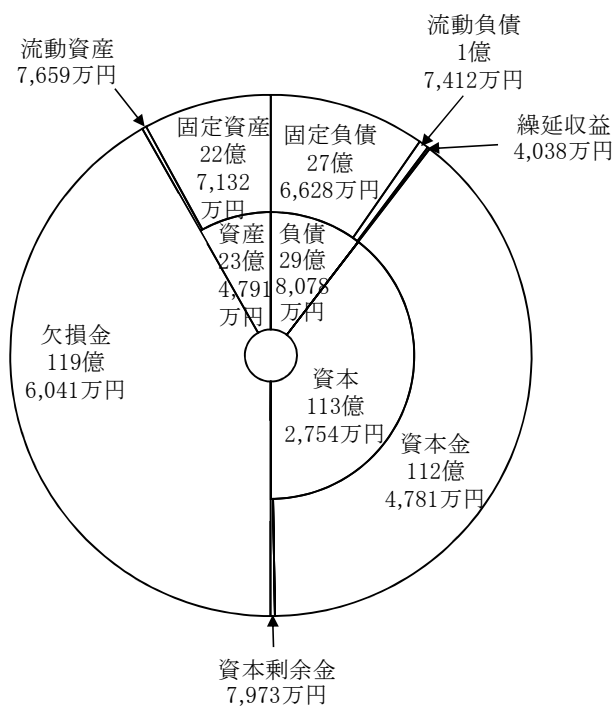 流動資産
7,659万円
流動負債
1億
7,412万円
繰延収益
4,038万円
固定資産
22億
7,132
万円
固定負債
27億
6,628万円
資産
23億
4,791
万円
負債
29億
8,078
万円
欠損金
119億
6,041万円
資本
113億
2,754万円
資本金
112億
4,781万円
資本剰余金
7,973万円